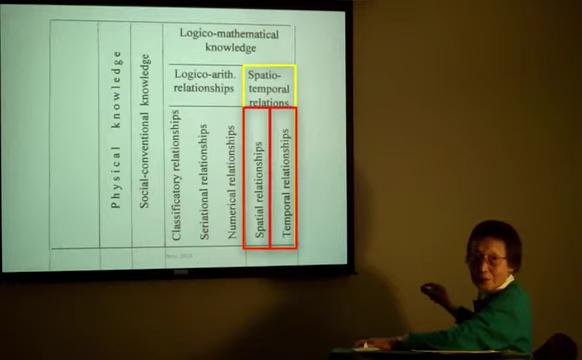 Logico-mathematical
knowledge
Logico-arith.
relationships
Spatio-
temporal
relations
Physical knowledge
Social-conventional knowledge
Classificatory relationships
Seriational relationships
Numerical relationships
Spatial relationships
Temporal relationships